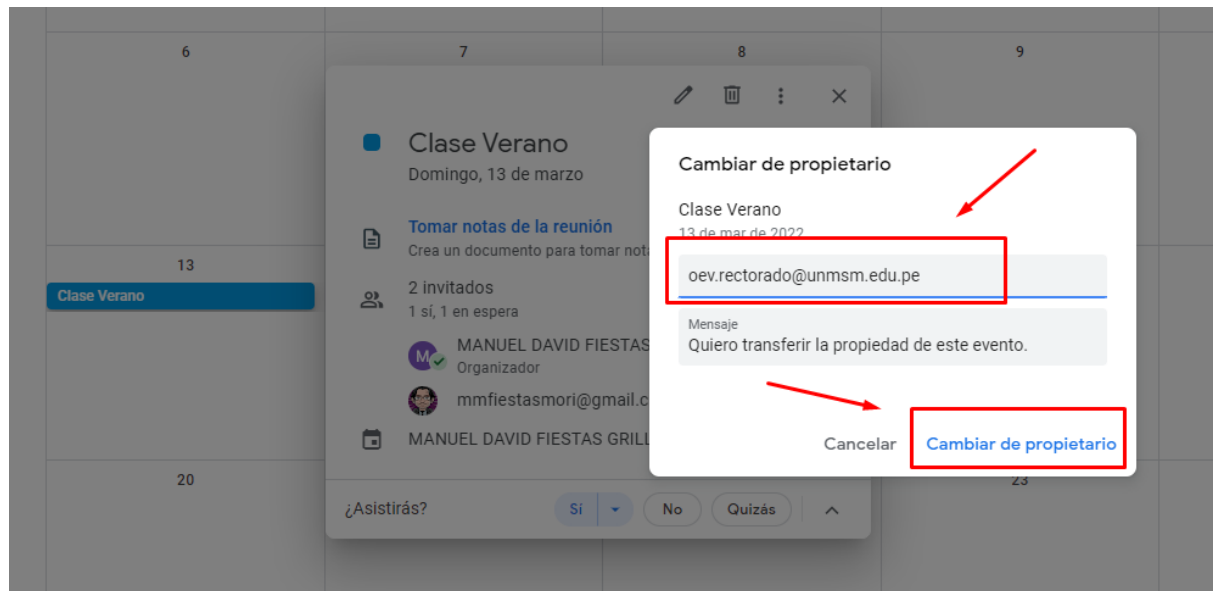 6
7
8
9
Clase Verano
Domingo, 13 de marzo
Tomar notas de la reunión
Crea un documento para tomar nota
2 invitados
1 sí, 1 en espera
MANUEL DAVID FIESTAS
Organizador
mmfiestasmori@gmail.c
MANUEL DAVID FIESTAS GRILL
¿Asistirás?
Sí
No
Quizás
Cambiar de propietario
Clase Verano
13 de mar de 2022
oev.rectorado@unmsm.edu.pe
Mensaje
Quiero transferir la propiedad de este evento.
Cancelar
Cambiar de propietario
13
Clase Verano
20
23